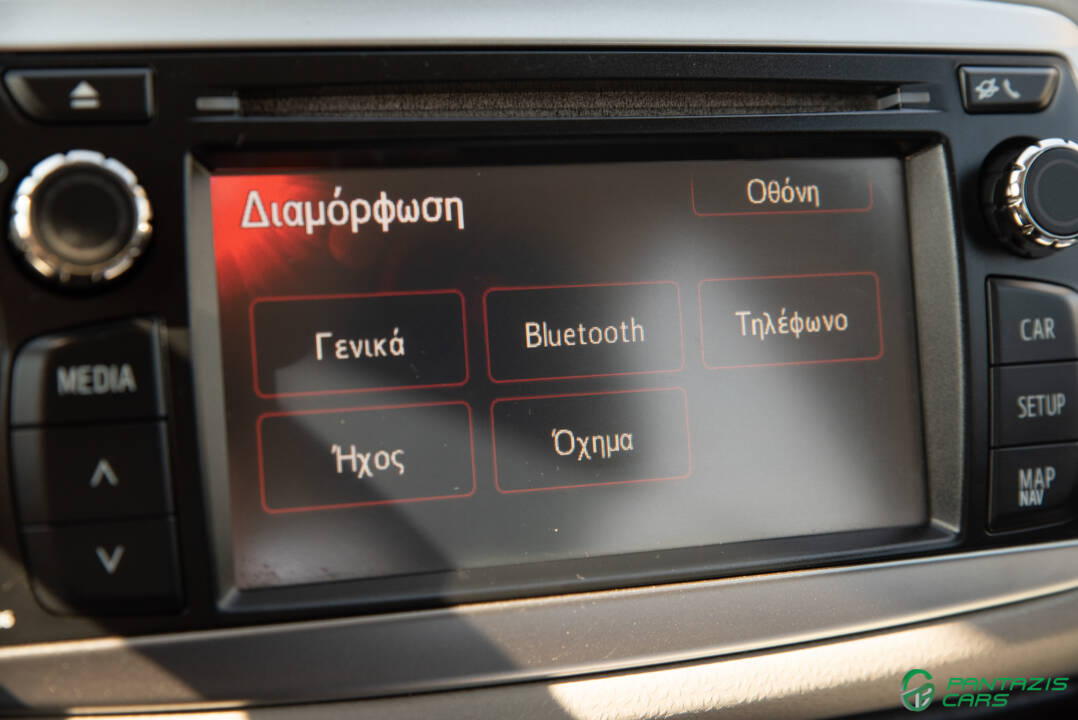 Διαμόρφωση
Οθόνη
Γενικά
Bluetooth
Τηλέφωνο
Ήχος
Όχημα
MEDIA
CAR
SETUP
MAP
NAV
PANTAZIS
CARS